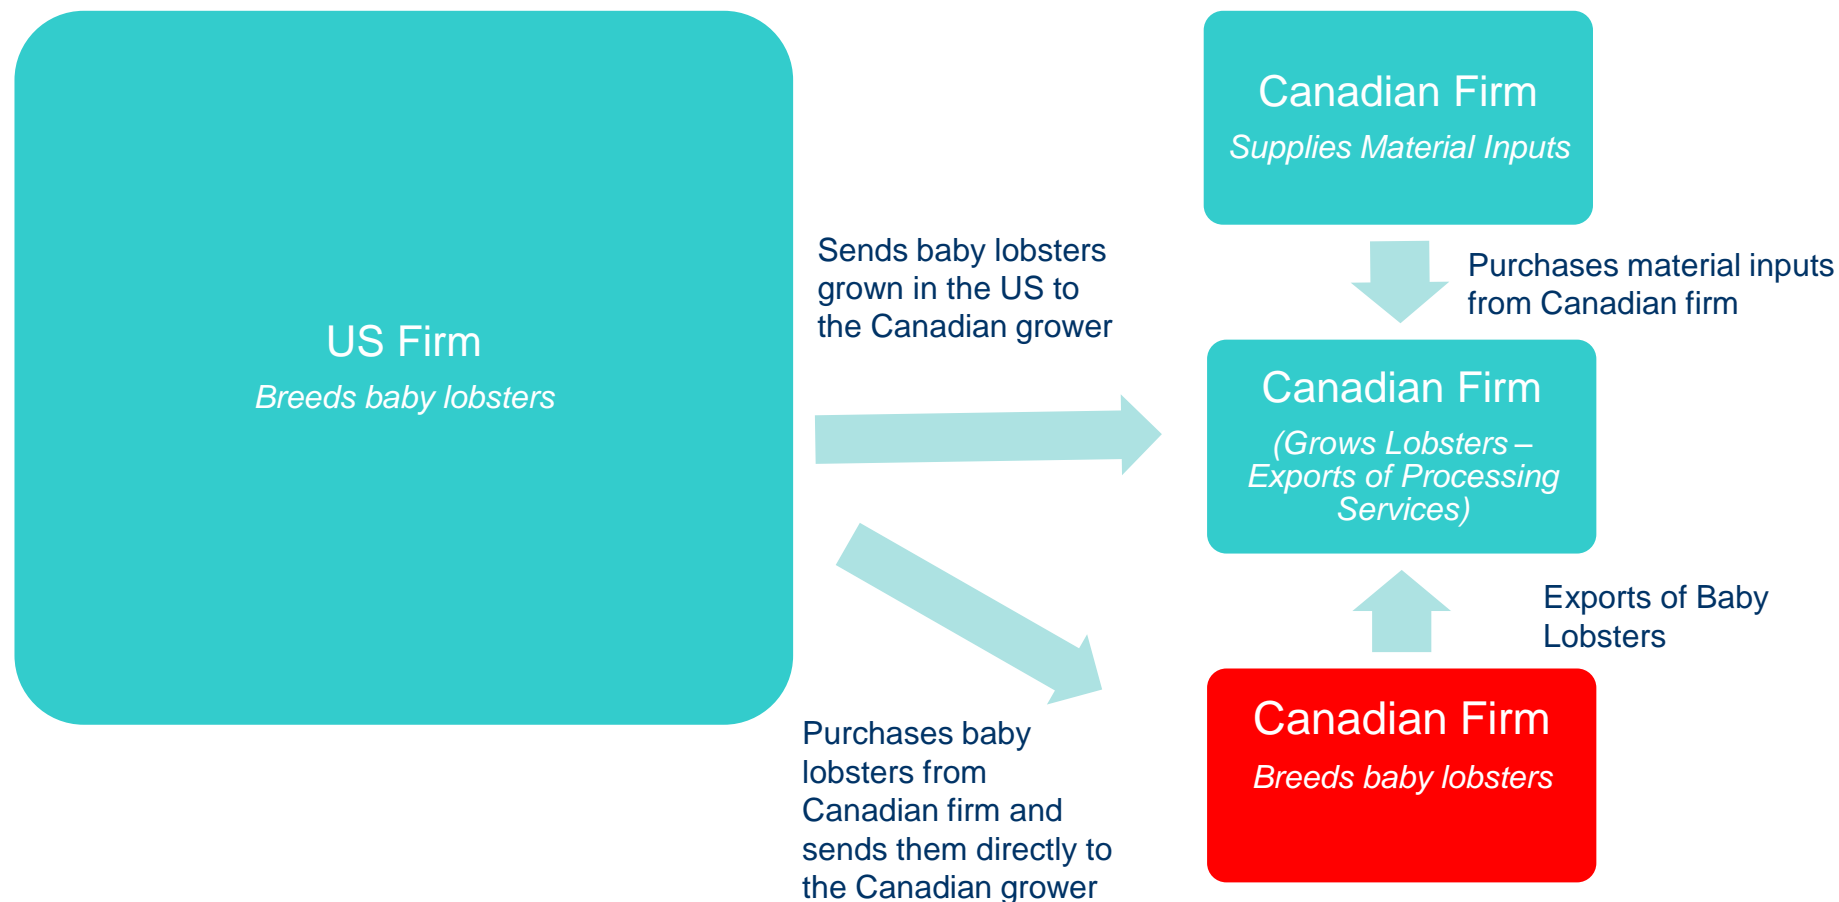 US Firm
Breeds baby lobsters
Sends baby lobsters
grown in the US to
the Canadian grower
Purchases baby
lobsters from
Canadian firm and
sends them directly to
the Canadian grower
Canadian Firm
Supplies Material Inputs
Purchases material inputs
from Canadian firm
Canadian Firm
(Grows Lobsters –
Exports of Processing
Services)
Exports of Baby
Lobsters
Canadian Firm
Breeds baby lobsters